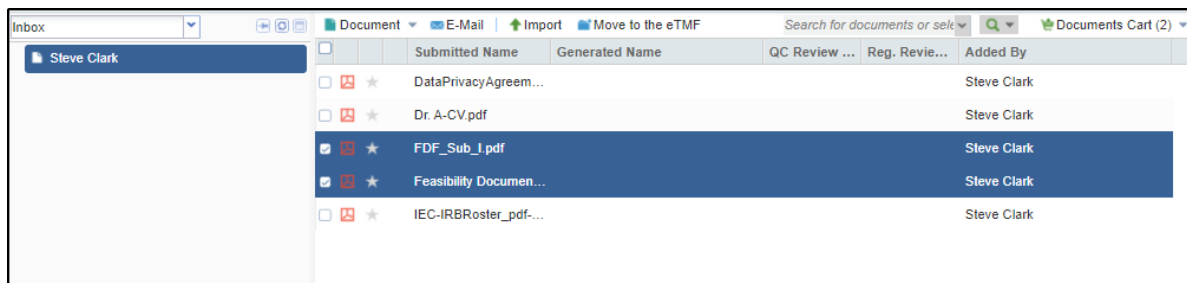 Inbox
Document E-Mail Import Move to the eTMF Search for documents or sele Documents Cart (2)
Steve Clark
Submitted Name Generated Name QC Review ... Reg. Revie... Added By
DataPrivacyAgreem... Steve Clark
Dr. A-CV.pdf Steve Clark
FDF_Sub_I.pdf Steve Clark
Feasibility Documen... Steve Clark
IEC-IRBRoster_pdf-... Steve Clark